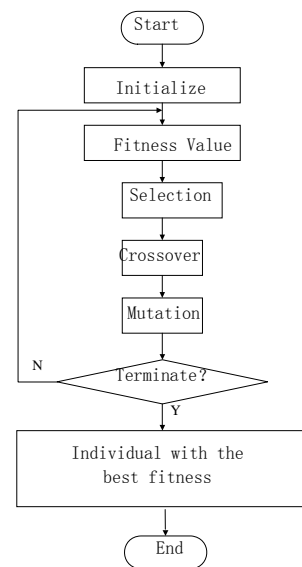 Start
Initialize
Fitness Value
Selection
Crossover
Mutation
Terminate?
N
Y
Individual with the
best fitness
End